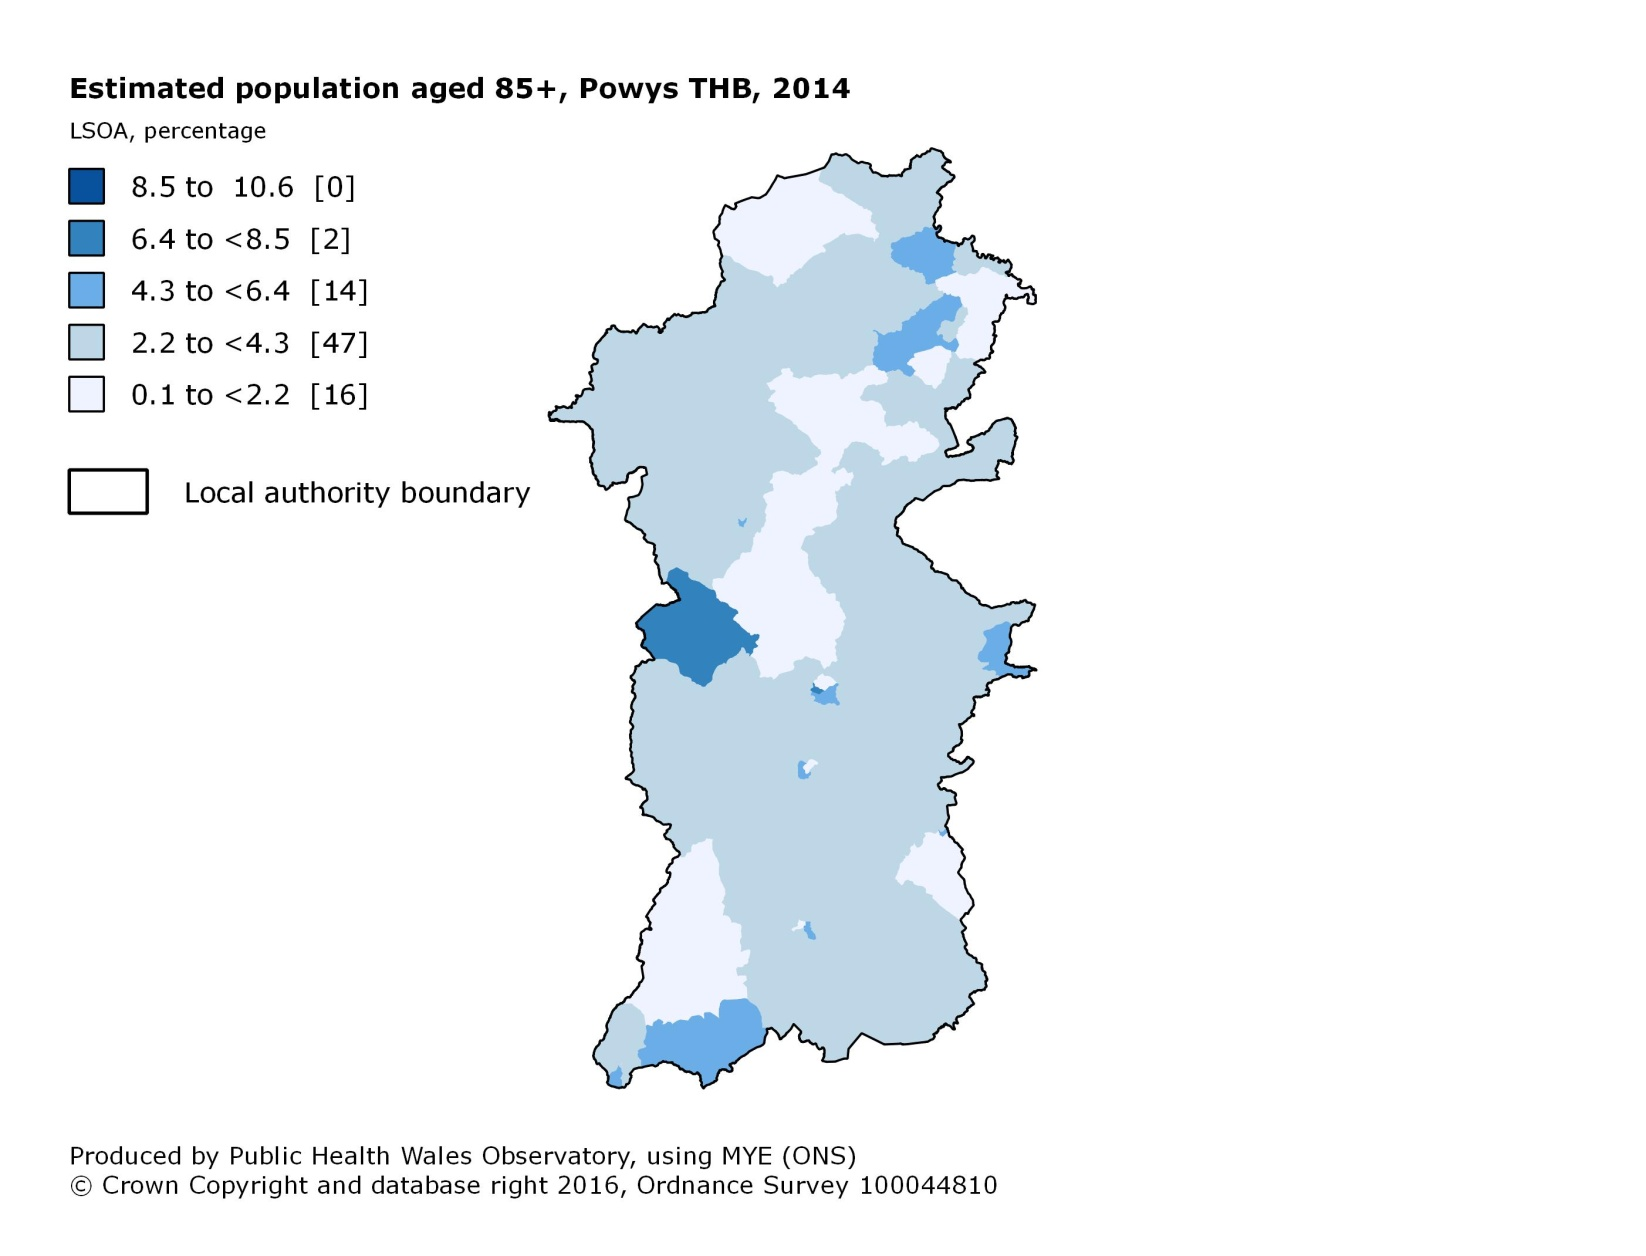 Estimated population aged 85+, Powys THB, 2014
LSOA, percentage
8.5 to  10.6  [0]
6.4 to <8.5  [2]
4.3 to <6.4  [14]
2.2 to <4.3  [47]
0.1 to <2.2  [16]
Local authority boundary
Produced by Public Health Wales Observatory, using MYE (ONS)
© Crown Copyright and database right 2016, Ordnance Survey 100044810